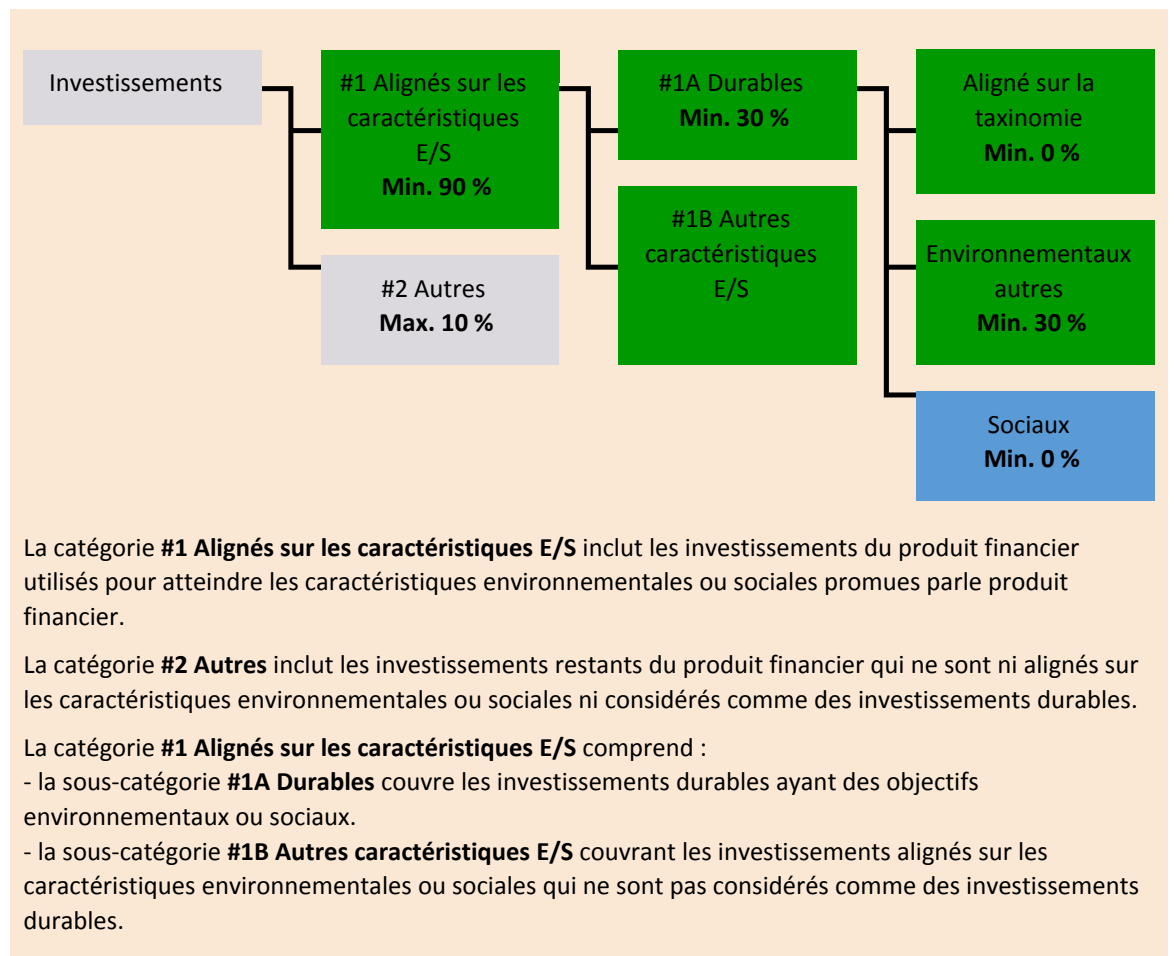 Investissements
#1 Alignés sur les
caractéristiques
E/S
Min. 90 %
#2 Autres
Max. 10 %
#1A Durables
Min. 30 %
#1B Autres
caractéristiques
E/S
Aligné sur la
taxinomie
Min. 0 %
Environnementaux
autres
Min. 30 %
Sociaux
Min. 0 %
La catégorie #1 Alignés sur les caractéristiques E/S inclut les investissements du produit financier
utilisés pour atteindre les caractéristiques environnementales ou sociales promues parle produit
financier.
La catégorie #2 Autres inclut les investissements restants du produit financier qui ne sont ni alignés sur
les caractéristiques environnementales ou sociales ni considérés comme des investissements durables.
La catégorie #1 Alignés sur les caractéristiques E/S comprend :
- la sous-catégorie #1A Durables couvre les investissements durables ayant des objectifs
environnementaux ou sociaux.
- la sous-catégorie #1B Autres caractéristiques E/S couvrant les investissements alignés sur les
caractéristiques environnementales ou sociales qui ne sont pas considérés comme des investissements
durables.